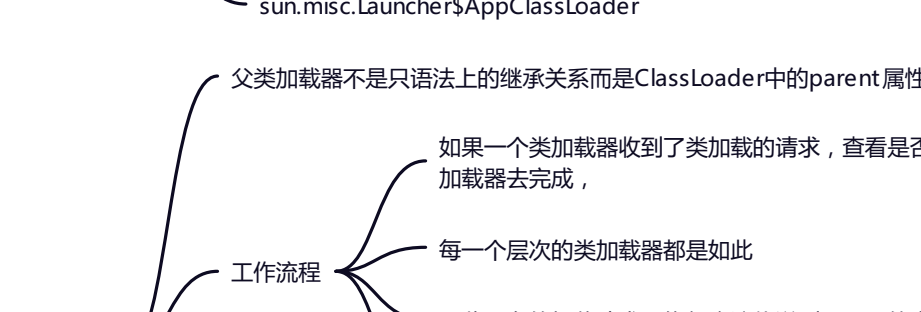 sun.misc.Launcher$AppClassLoader
父类加载器不是只语法上的继承关系而是ClassLoader中的parent属性
如果一个类加载器收到了类加载的请求，查看是否
加载器去完成，
每一个层次的类加载器都是如此
工作流程